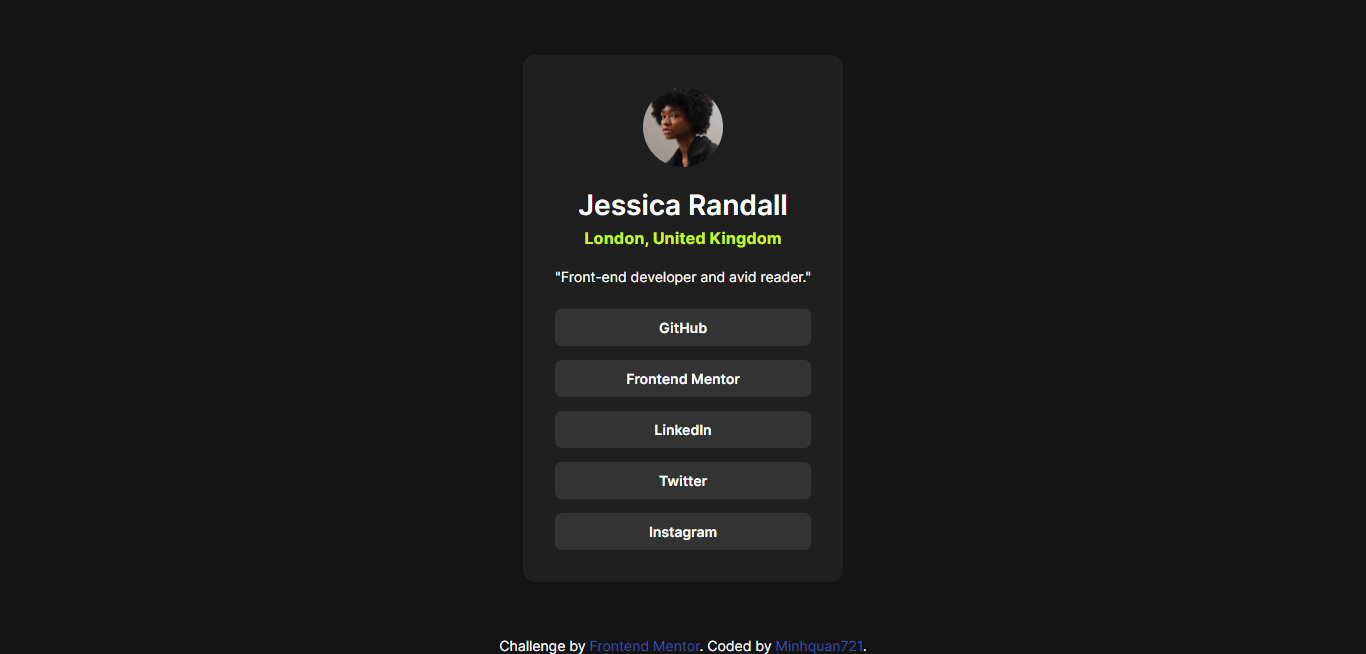 Jessica Randall
London, United Kingdom
"Front-end developer and avid reader."
GitHub
Frontend Mentor
LinkedIn
Twitter
Instagram
Challenge by Frontend Mentor. Coded by Minhquan721.